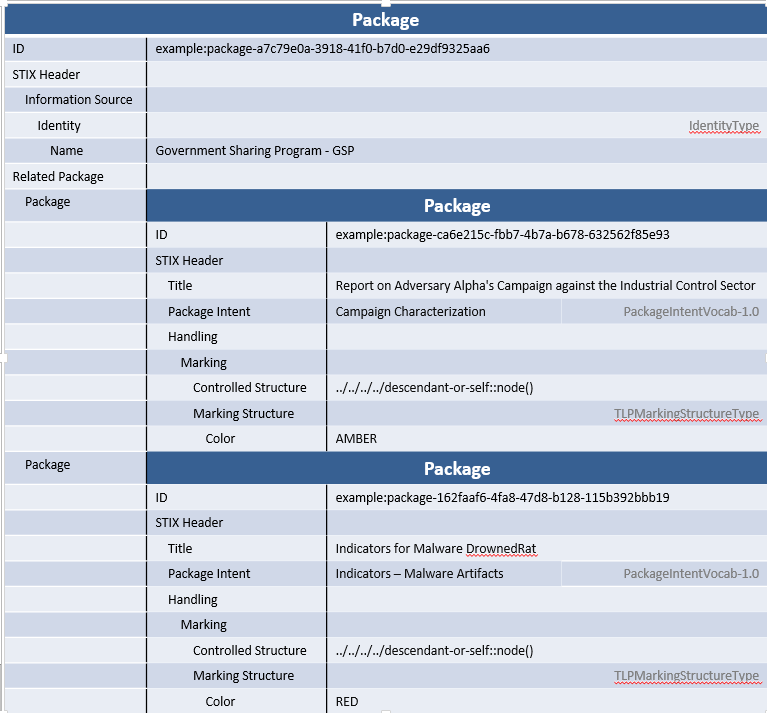 Package
ID example:package-a7c79e0a-3918-41f0-b7d0-e29df9325aa6
STIX Header
Information Source
Identity IdentityType
Name Government Sharing Program - GSP
Related Package
Package Package
ID example:package-ca6e215c-fbb7-4b7a-b678-632562f85e93
STIX Header
Title Report on Adversary Alpha's Campaign against the Industrial Control Sector
Package Intent Campaign Characterization PackageIntentVocab-1.0
Handling
Marking
Controlled Structure ../../../../descendant-or-self::node()
Marking Structure TLPMarkingStructureType
Color AMBER
Package Package
ID example:package-162faaf6-4fa8-47d8-b128-115b392bbb19
STIX Header
Title Indicators for Malware DrownedRat
Package Intent Indicators – Malware Artifacts PackageIntentVocab-1.0
Handling
Marking
Controlled Structure ../../../../descendant-or-self::node()
Marking Structure TLPMarkingStructureType
Color RED